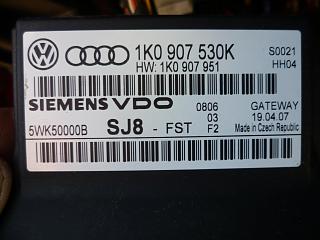 1K0 907 530K S0021
HW: 1K0 907 951 HH04
SIEMENS VDO 0806 GATEWAY
5WK50000B SJ8 - FST 03 19.04.07
F2 Made in Czech Republic